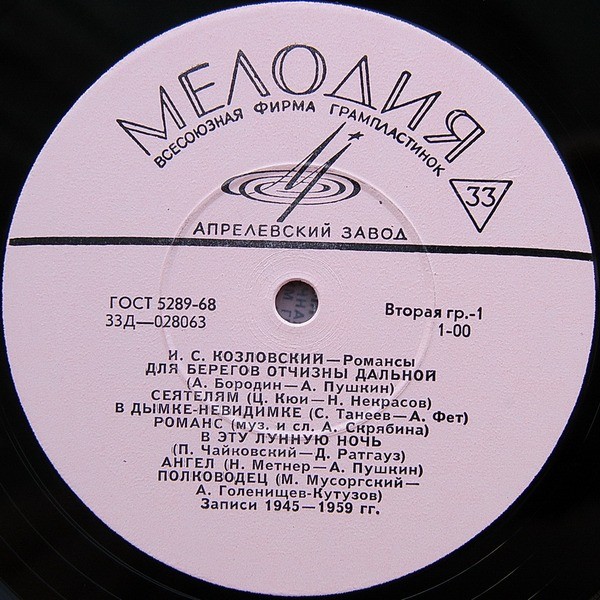 МЕЛОДИЯ
ВСЕСОЮЗНАЯ ФИРМА ГРАМПЛАСТИНОК
33
АПРЕЛЕВСКИЙ ЗАВОД
ГОСТ 5289-68
Вторая гр.-1
33Д—028063
1-00
И. С. КОЗЛОВСКИЙ—Романсы
ДЛЯ БЕРЕГОВ ОТЧИЗНЫ ДАЛЬНОЙ
(А. Бородин—А. Пушкин)
СЕЯТЕЛЯМ (Ц. Кюи—Н. Некрасов)
В ДЫМКЕ-НЕВИДИМКЕ (С. Танеев—А. Фет)
РОМАНС (муз. и сл. А. Скрябина)
В ЭТУ ЛУННУЮ НОЧЬ
(П. Чайковский—Д. Ратгауз)
АНГЕЛ (Н. Метнер—А. Пушкин)
ПОЛКОВОДЕЦ (М. Мусоргский—
А. Голенищев-Кутузов)
Записи 1945—1959 гг.